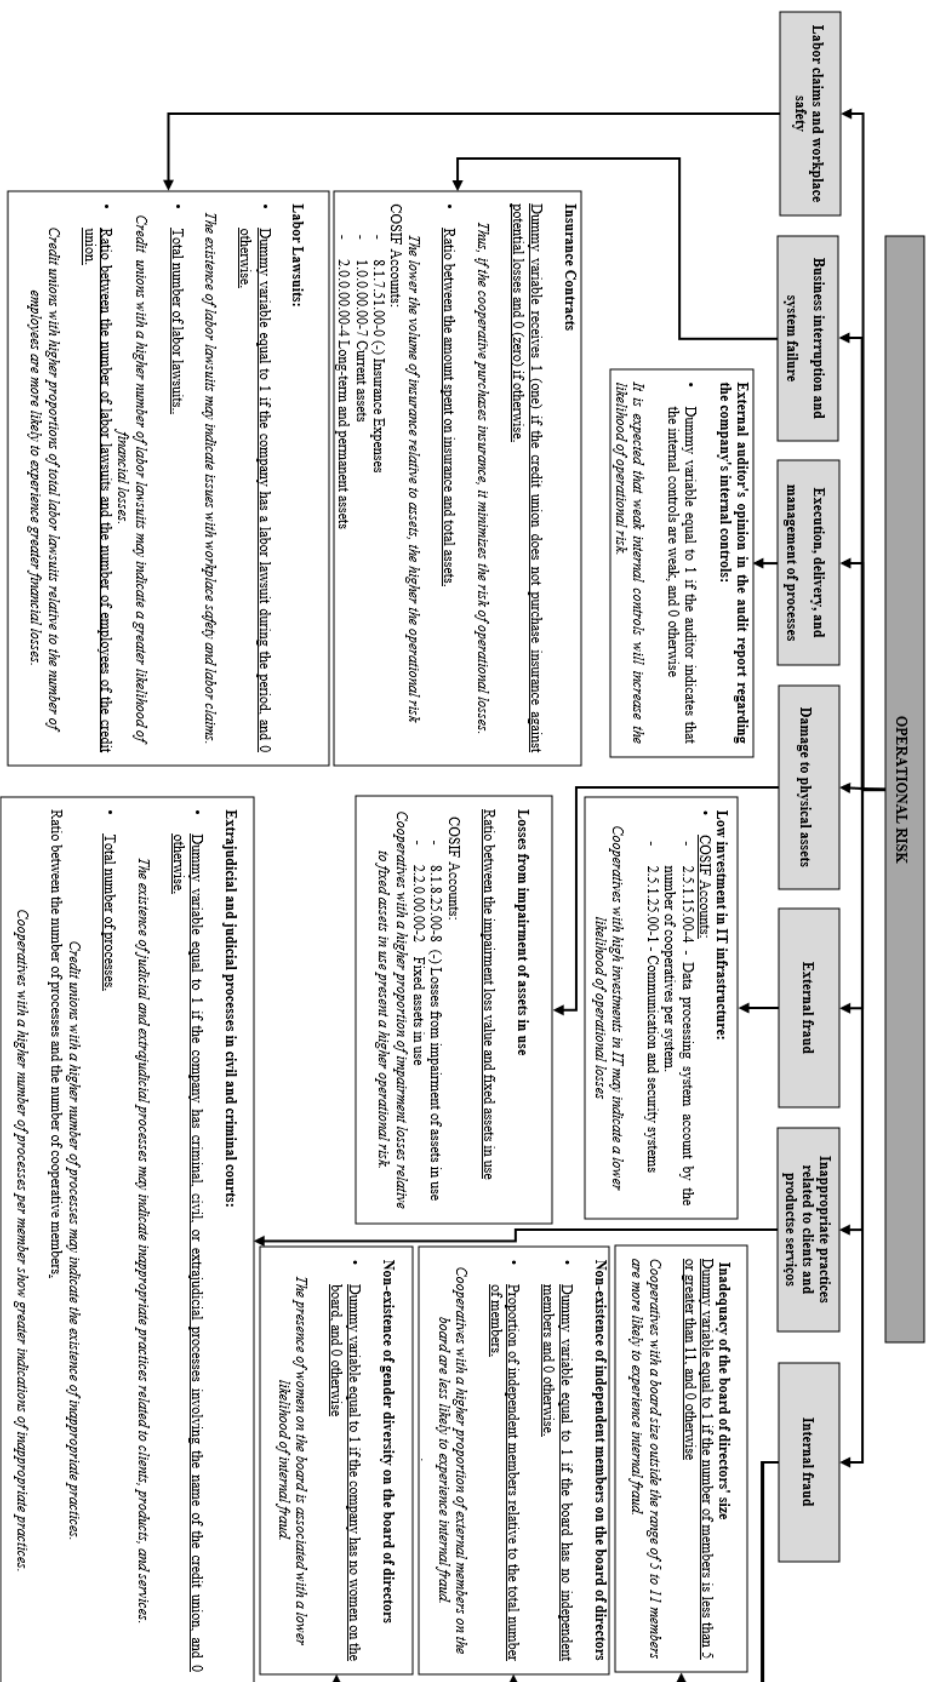 OPERATIONAL RISK
Labor claims and workplace
safety
Business interruption and
system failure
Execution, delivery, and
management of processes
Damage to physical assets
External fraud
Inappropriate practices
related to clients and
productse serviços
Internal fraud
External auditor's opinion in the audit report regarding
the company's internal controls:
• Dummy variable equal to 1 if the auditor indicates that
the internal controls are weak, and 0 otherwise
It is expected that weak internal controls will increase the
likelihood of operational risk.
Insurance Contracts
Dummy variable receives 1 (one) if the credit union does not purchase insurance against
potential losses and 0 (zero) if otherwise.
Thus, if the cooperative purchases insurance, it minimizes the risk of operational losses.
• Ratio between the amount spent on insurance and total assets.
The lower the volume of insurance relative to assets, the higher the operational risk
COSIF Accounts:
- 8.1.7.51.00-0 (-) Insurance Expenses
- 1.0.0.00.00-7 Current assets
- 2.0.0.00.00-4 Long-term and permanent assets
Labor Lawsuits:
• Dummy variable equal to 1 if the company has a labor lawsuit during the period, and 0
otherwise.
The existence of labor lawsuits may indicate issues with workplace safety and labor claims.
• Total number of labor lawsuits..
Credit unions with a higher number of labor lawsuits may indicate a greater likelihood of
financial losses.
• Ratio between the number of labor lawsuits and the number of employees of the credit
union.
Credit unions with higher proportions of total labor lawsuits relative to the number of
employees are more likely to experience greater financial losses.
Low investment in IT infrastructure:
• COSIF Accounts:
- 2.5.1.15.00-4 - Data processing system account by the
number of cooperatives per system.
- 2.5.1.25.00-1 - Communication and security systems
Cooperatives with high investments in IT may indicate a lower
likelihood of operational losses
Losses from impairment of assets in use
Ratio between the impairment loss value and fixed assets in use
COSIF Accounts:
- 8.1.8.25.00-8 (-) Losses from impairment of assets in use
- 2.2.0.00.00-2 Fixed assets in use
Cooperatives with a higher proportion of impairment losses relative
to fixed assets in use present a higher operational risk.
Extrajudicial and judicial processes in civil and criminal courts:
• Dummy variable equal to 1 if the company has criminal, civil, or extrajudicial processes involving the name of the credit union, and 0
otherwise.
The existence of judicial and extrajudicial processes may indicate inappropriate practices related to clients, products, and services.
• Total number of processes.
Credit unions with a higher number of processes may indicate the existence of inappropriate practices.
Ratio between the number of processes and the number of cooperative members.
Cooperatives with a higher number of processes per member show greater indications of inappropriate practices.
Inadequacy of the board of directors' size
Dummy variable equal to 1 if the number of members is less than 5
or greater than 11, and 0 otherwise
Cooperatives with a board size outside the range of 5 to 11 members
are more likely to experience internal fraud.
Non-existence of independent members on the board of directors
• Dummy variable equal to 1 if the board has no independent
members and 0 otherwise.
• Proportion of independent members relative to the total number
of members.
Cooperatives with a higher proportion of external members on the
board are less likely to experience internal fraud.
Non-existence of gender diversity on the board of directors
• Dummy variable equal to 1 if the company has no women on the
board, and 0 otherwise
The presence of women on the board is associated with a lower
likelihood of internal fraud.